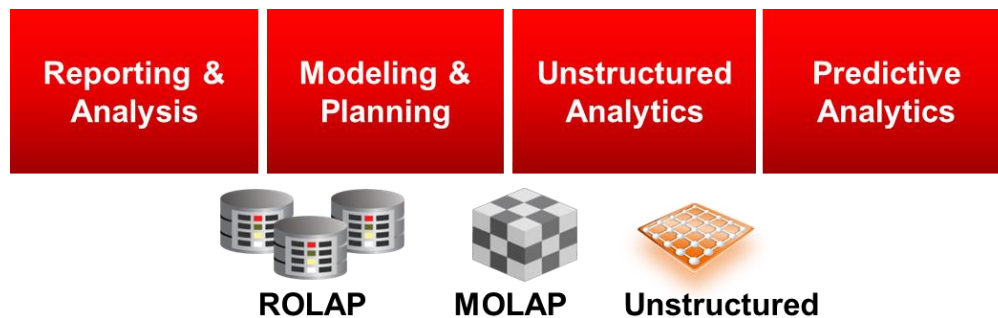 Reporting &
Analysis
Modeling &
Planning
Unstructured
Analytics
Predictive
Analytics
ROLAP
MOLAP
Unstructured